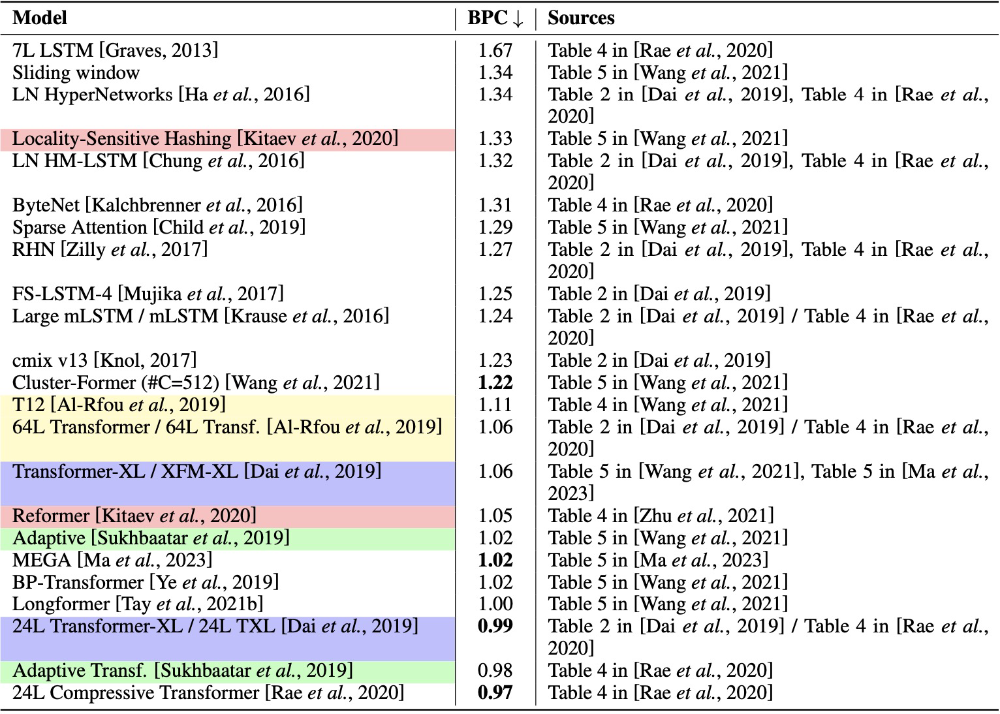 Model BPC ↓ Sources
7L LSTM [Graves, 2013] 1.67 Table 4 in [Rae et al., 2020]
Sliding window 1.34 Table 5 in [Wang et al., 2021]
LN HyperNetworks [Ha et al., 2016] 1.34 Table 2 in [Dai et al., 2019], Table 4 in [Rae et al.,
2020]
Locality-Sensitive Hashing [Kitaev et al., 2020] 1.33 Table 5 in [Wang et al., 2021]
LN HM-LSTM [Chung et al., 2016] 1.32 Table 2 in [Dai et al., 2019], Table 4 in [Rae et al.,
2020]
ByteNet [Kalchbrenner et al., 2016] 1.31 Table 4 in [Rae et al., 2020]
Sparse Attention [Child et al., 2019] 1.29 Table 5 in [Wang et al., 2021]
RHN [Zilly et al., 2017] 1.27 Table 2 in [Dai et al., 2019], Table 4 in [Rae et al.,
2020]
FS-LSTM-4 [Mujika et al., 2017] 1.25 Table 2 in [Dai et al., 2019]
Large mLSTM / mLSTM [Krause et al., 2016] 1.24 Table 2 in [Dai et al., 2019] / Table 4 in [Rae et al.,
2020]
cmix v13 [Knol, 2017] 1.23 Table 2 in [Dai et al., 2019]
Cluster-Former (#C=512) [Wang et al., 2021] 1.22 Table 5 in [Wang et al., 2021]
T12 [Al-Rfou et al., 2019] 1.11 Table 4 in [Wang et al., 2021]
64L Transformer / 64L Transf. [Al-Rfou et al., 2019] 1.06 Table 2 in [Dai et al., 2019] / Table 4 in [Rae et al.,
2020]
Transformer-XL / XFM-XL [Dai et al., 2019] 1.06 Table 5 in [Wang et al., 2021], Table 5 in [Ma et al.,
2023]
Reformer [Kitaev et al., 2020] 1.05 Table 4 in [Zhu et al., 2021]
Adaptive [Sukhbaatar et al., 2019] 1.02 Table 5 in [Wang et al., 2021]
MEGA [Ma et al., 2023] 1.02 Table 5 in [Ma et al., 2023]
BP-Transformer [Ye et al., 2019] 1.02 Table 5 in [Wang et al., 2021]
Longformer [Tay et al., 2021b] 1.00 Table 5 in [Wang et al., 2021]
24L Transformer-XL / 24L TXL [Dai et al., 2019] 0.99 Table 2 in [Dai et al., 2019] / Table 4 in [Rae et al.,
2020]
Adaptive Transf. [Sukhbaatar et al., 2019] 0.98 Table 4 in [Rae et al., 2020]
24L Compressive Transformer [Rae et al., 2020] 0.97 Table 4 in [Rae et al., 2020]